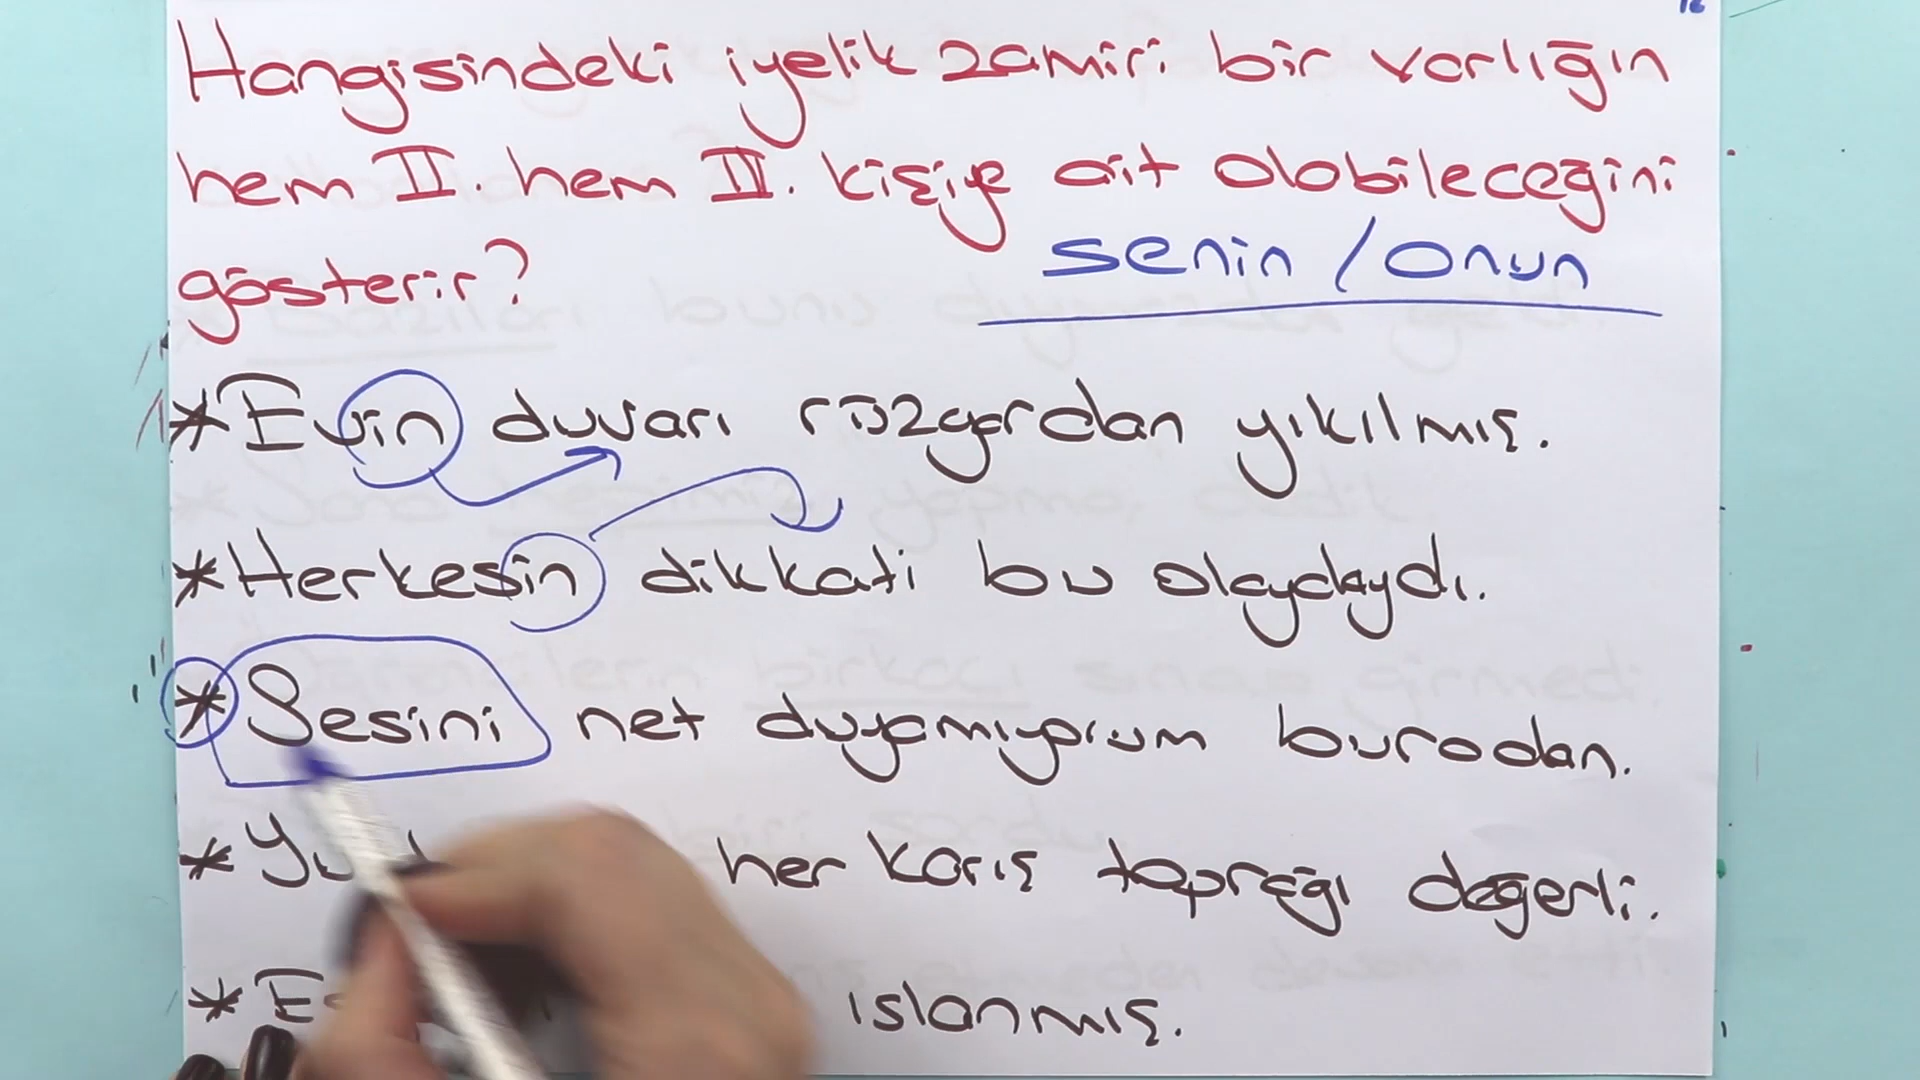 Hangisindeki iyelik zamiri bir varlığın
hem II. hem III. kişiye ait olabileceğini
gösterir?
senin / onun
* Evin duvarı rüzgardan yıkılmış.
* Herkesin dikkati bu olaydaydı.
* Sesini net duyamıyorum buradan.
* her karış toprağı değerli.
* ıslanmış.